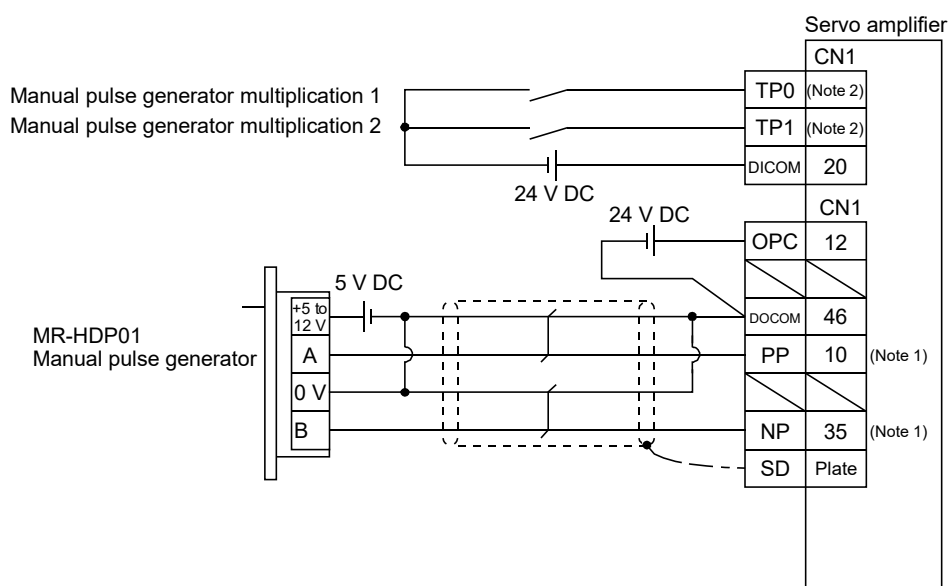 Servo amplifier
CN1
Manual pulse generator multiplication 1
TP0 (Note 2)
Manual pulse generator multiplication 2
TP1 (Note 2)
DICOM 20
24 V DC
CN1
24 V DC
OPC 12
5 V DC
+5 to
12 V
DOCOM 46
MR-HDP01
Manual pulse generator
A
PP 10 (Note 1)
0 V
B
NP 35 (Note 1)
SD Plate